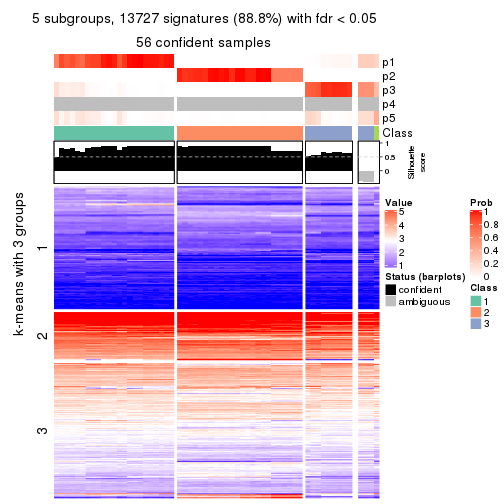 5 subgroups, 13727 signatures (88.8%) with fdr < 0.05
56 confident samples
p1
p2
p3
p4
p5
Class
1
0.5
0
Silhouette
score
k-means with 3 groups
1
2
3
Value
5
4
3
2
1
Status (barplots)
confident
ambiguous
Prob
1
0.8
0.6
0.4
0.2
0
Class
1
2
3